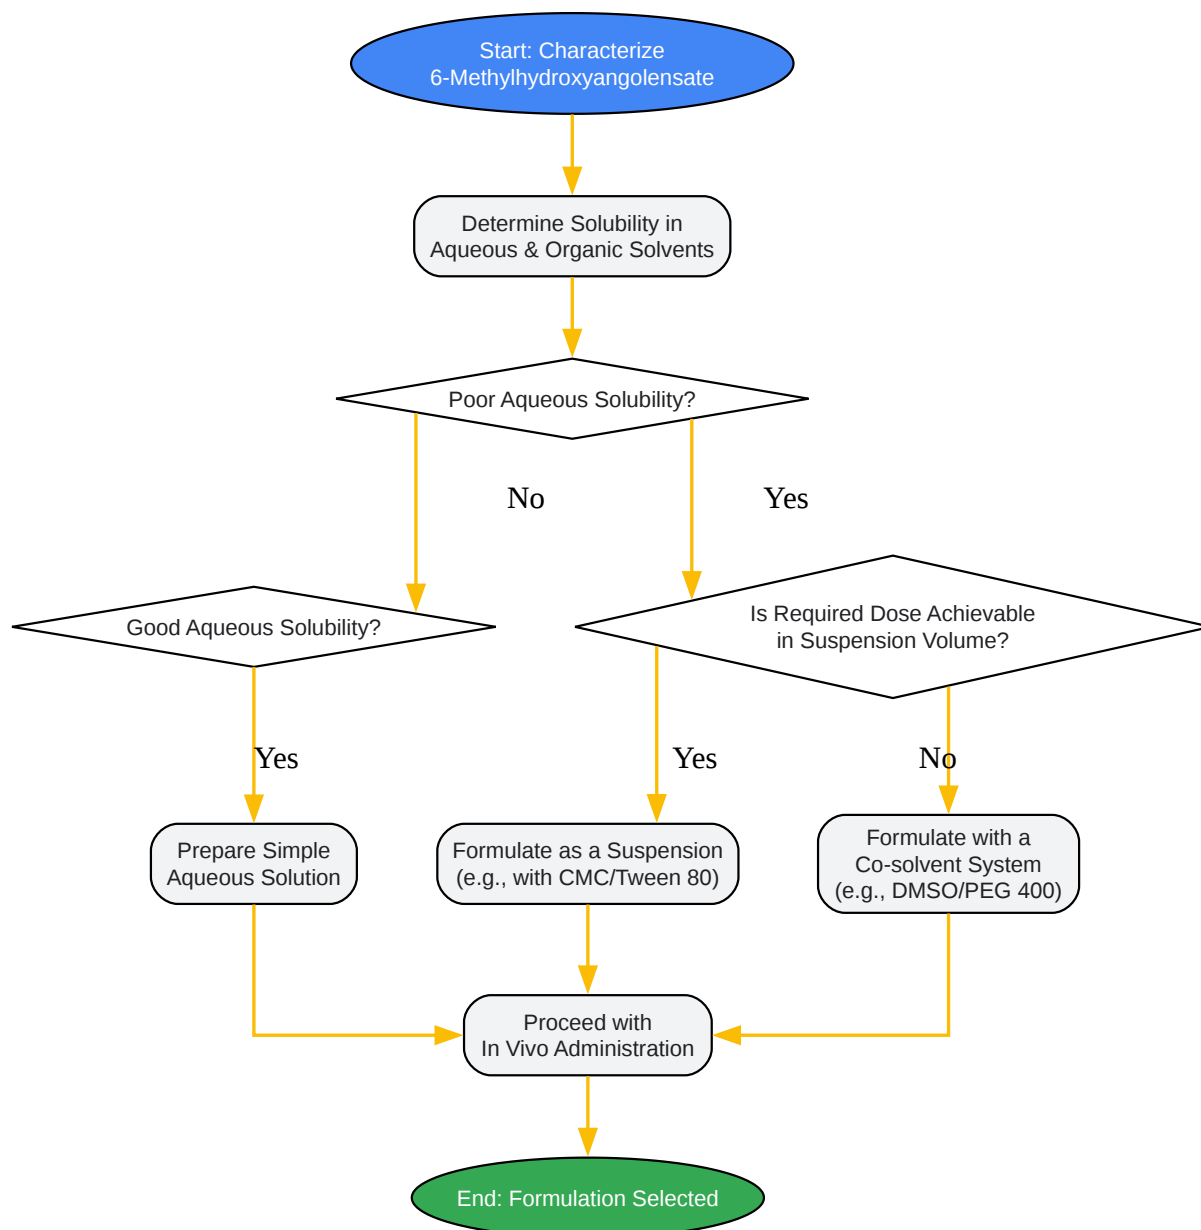 Start: Characterize
6-Methylhydroxyangolensate
Determine Solubility in
Aqueous & Organic Solvents
Poor Aqueous Solubility?
No
Yes
Good Aqueous Solubility?
Is Required Dose Achievable
in Suspension Volume?
Yes
Yes
No
Prepare Simple
Aqueous Solution
Formulate as a Suspension
(e.g., with CMC/Tween 80)
Formulate with a
Co-solvent System
(e.g., DMSO/PEG 400)
Proceed with
In Vivo Administration
End: Formulation Selected